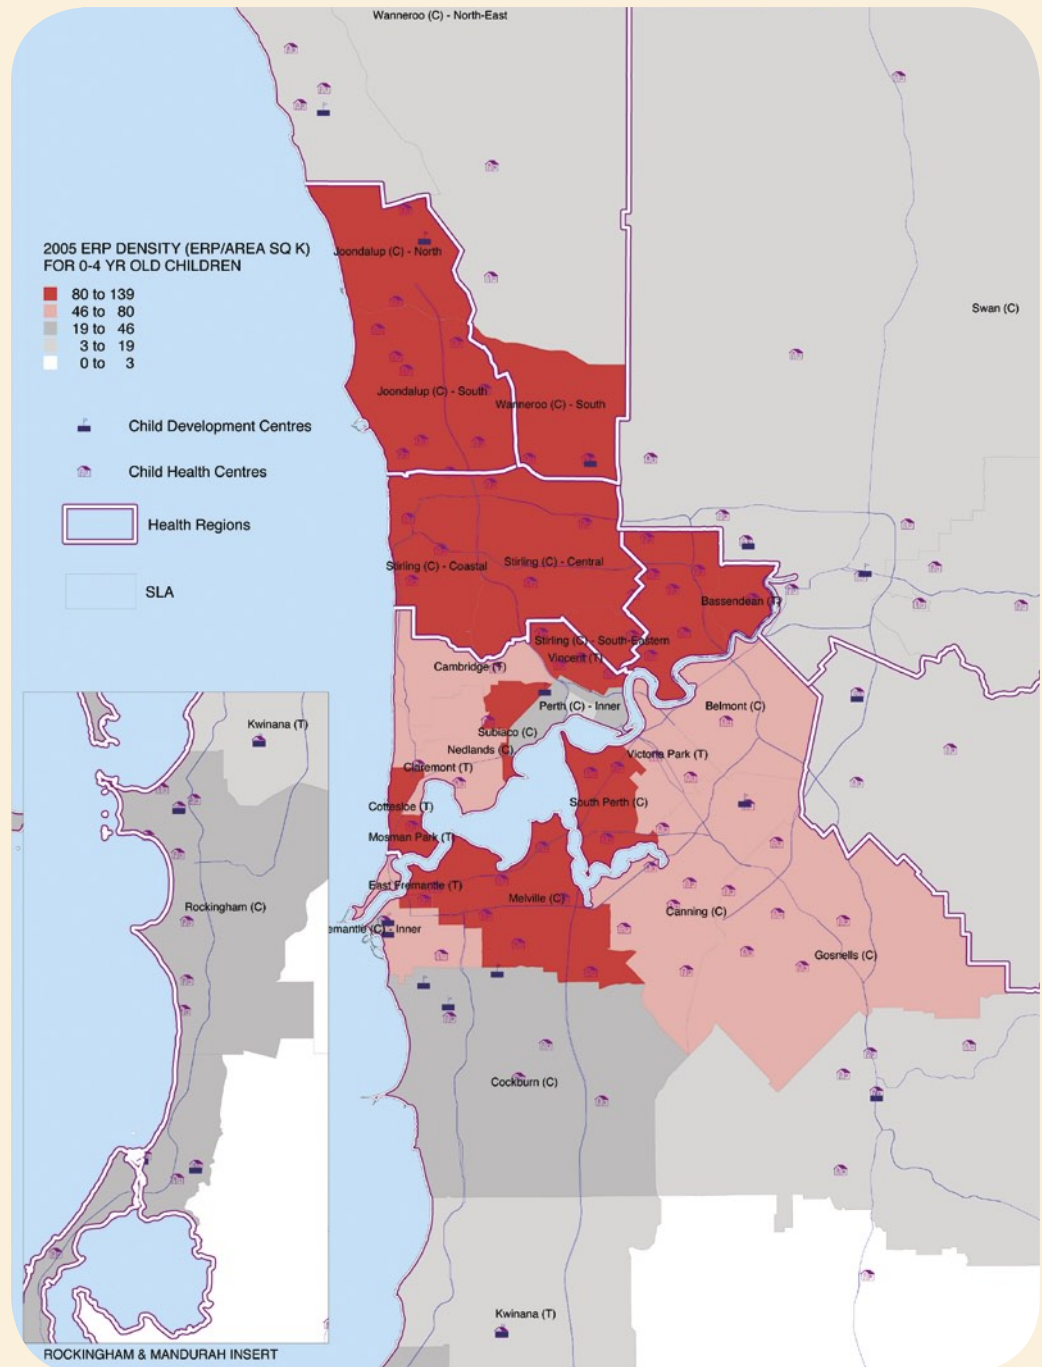 Wanneroo (C) - North-East
2005 ERP DENSITY (ERP/AREA SQ K)
FOR 0-4 YR OLD CHILDREN
80 to 139
46 to 80
19 to 46
3 to 19
0 to 3
Child Development Centres
Child Health Centres
Health Regions
SLA
Joondalup (C) - North
Swan (C)
Joondalup (C) - South
Wanneroo (C) - South
Stirling (C) - Coastal
Stirling (C) - Central
Bassendean (T)
Stirling (C) - South-Eastern
Vincent (T)
Cambridge (T)
Perth (C) - Inner
Belmont (C)
Subiaco (C)
Nedlands (C)
Victoria Park (T)
Claremont (T)
Cottesloe (T)
South Perth (C)
Mosman Park (T)
East Fremantle (T)
Melville (C)
Canning (C)
emantle (C) - Inner
Gosnells (C)
Cockburn (C)
Kwinana (T)
Kwinana (T)
Rockingham (C)
ROCKINGHAM & MANDURAH INSERT